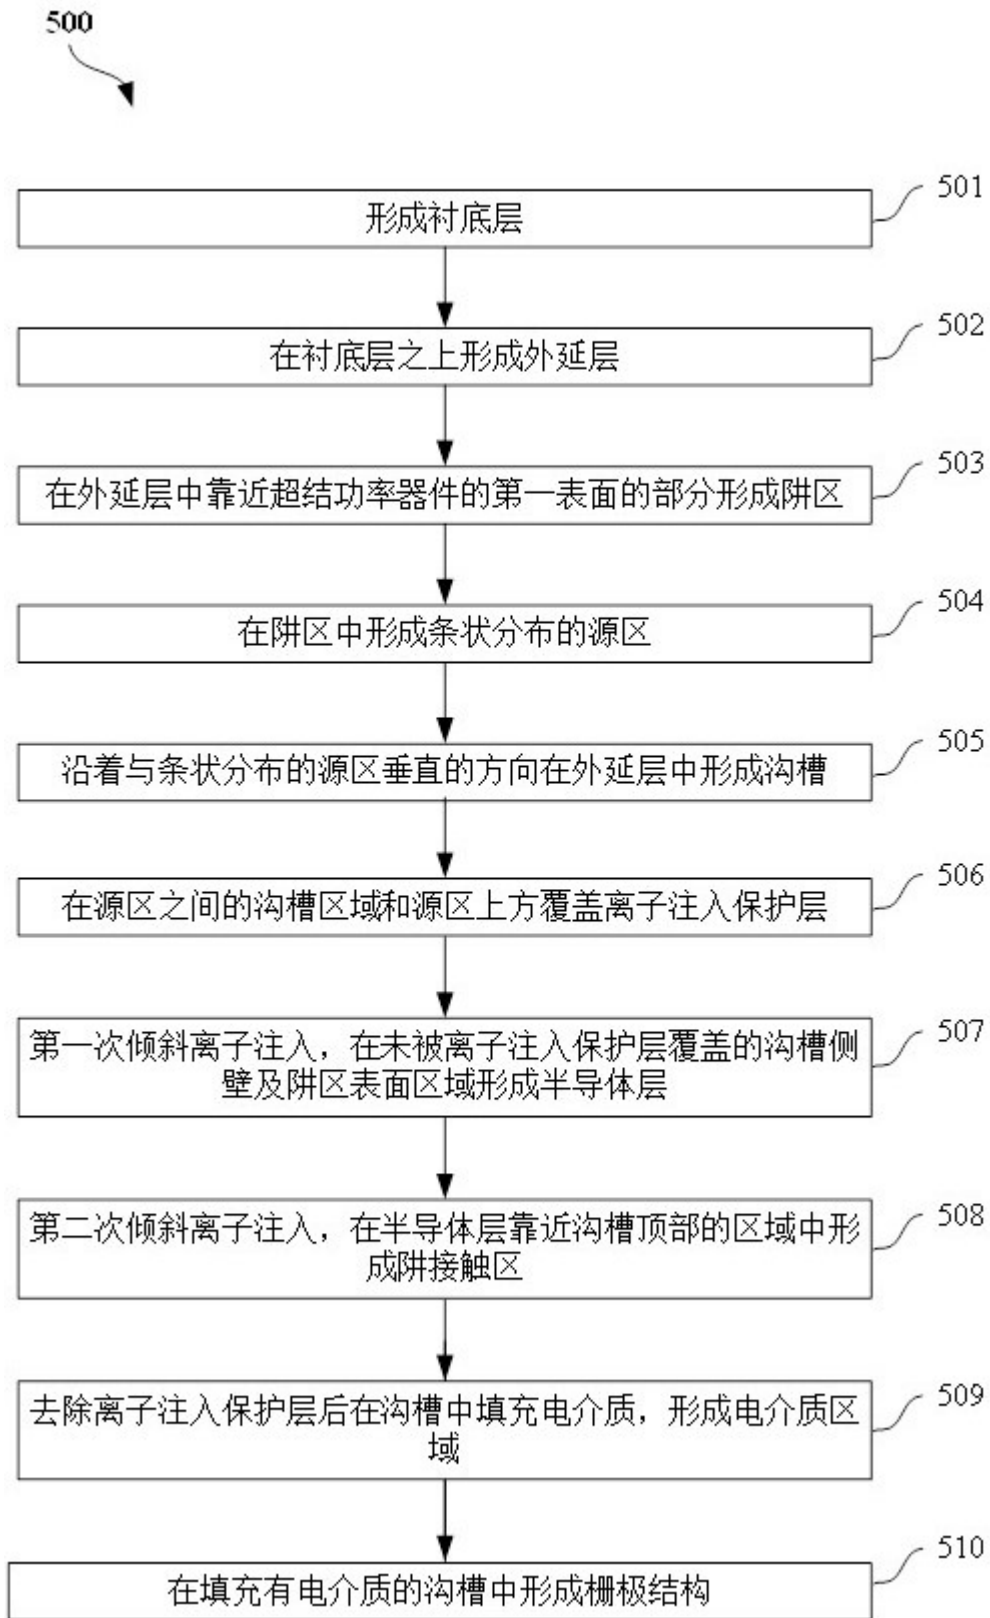 500
形成衬底层
501
在衬底层之上形成外延层
502
在外延层中靠近超结功率器件的第一表面的部分形成阱区
503
在阱区中形成条状分布的源区
504
沿着与条状分布的源区垂直的方向在外延层中形成沟槽
505
在源区之间的沟槽区域和源区上方覆盖离子注入保护层
506
第一次倾斜离子注入，在未被离子注入保护层覆盖的沟槽侧
壁及阱区表面区域形成半导体层
507
第二次倾斜离子注入，在半导体层靠近沟槽顶部的区域中形
成阱接触区
508
去除离子注入保护层后在沟槽中填充电介质，形成电介质区
域
509
在填充有电介质的沟槽中形成栅极结构
510